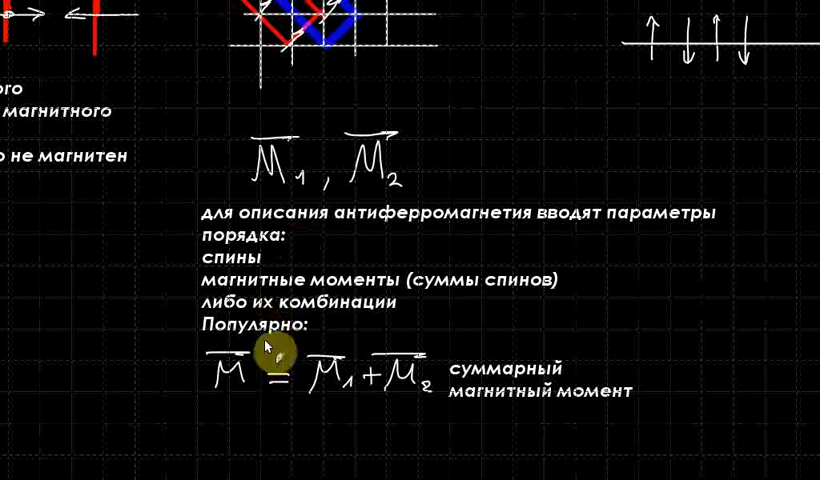 ого
магнитного
о не магнитен
M₁ , M₂
для описания антиферромагнетия вводят параметры
порядка:
спины
магнитные моменты (суммы спинов)
либо их комбинации
Популярно:
M = M₁ + M₂
суммарный
магнитный момент